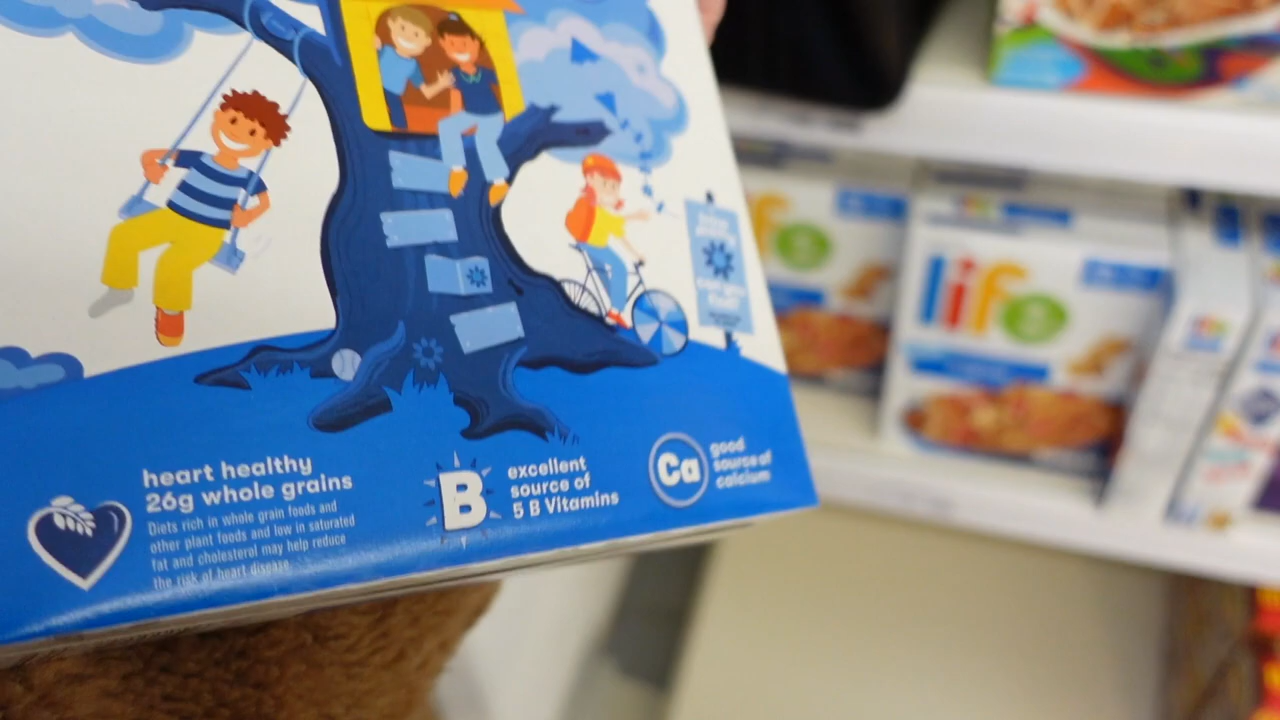 heart healthy
26g whole grains
Diets rich in whole grain foods and
other plant foods and low in saturated
fat and cholesterol may help reduce
the risk of heart disease.
B
excellent
source of
5 B Vitamins
Ca
good
source of
calcium
life